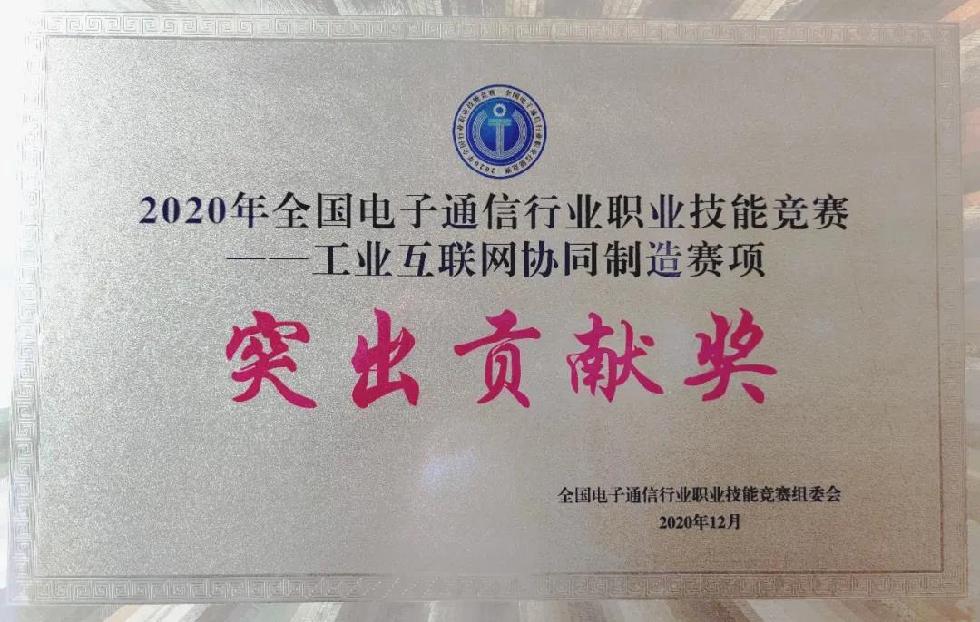 2020年全国电子通信行业职业技能竞赛
——工业互联网协同制造赛项
突出贡献奖
全国电子通信行业职业技能竞赛组委会
2020年12月